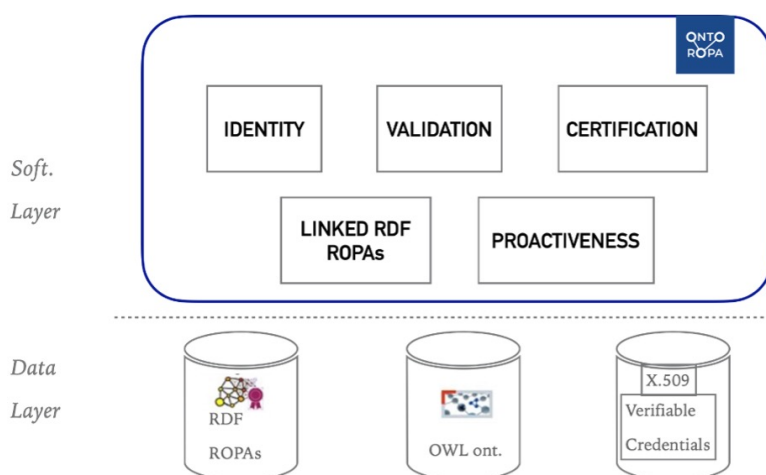 ONTO
ROPA
IDENTITY
VALIDATION
CERTIFICATION
Soft.
Layer
LINKED RDF
ROPAs
PROACTIVENESS
Data
Layer
RDF
ROPAs
OWL ont.
X.509
Verifiable
Credentials